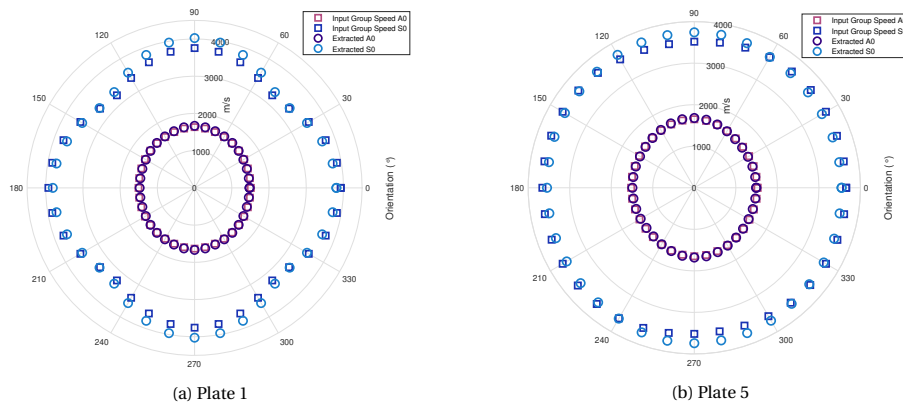 90
120
60
150
30
180
0
210
330
240
300
270
4000
3000
2000
1000
0
m/s
Orientation (°)
Input Group Speed A0
Input Group Speed S0
Extracted A0
Extracted S0
(a) Plate 1
90
120
60
150
30
180
0
210
330
240
300
270
4000
3000
2000
1000
0
m/s
Orientation (°)
Input Group Speed A
Input Group Speed S
Extracted A0
Extracted S0
(b) Plate 5